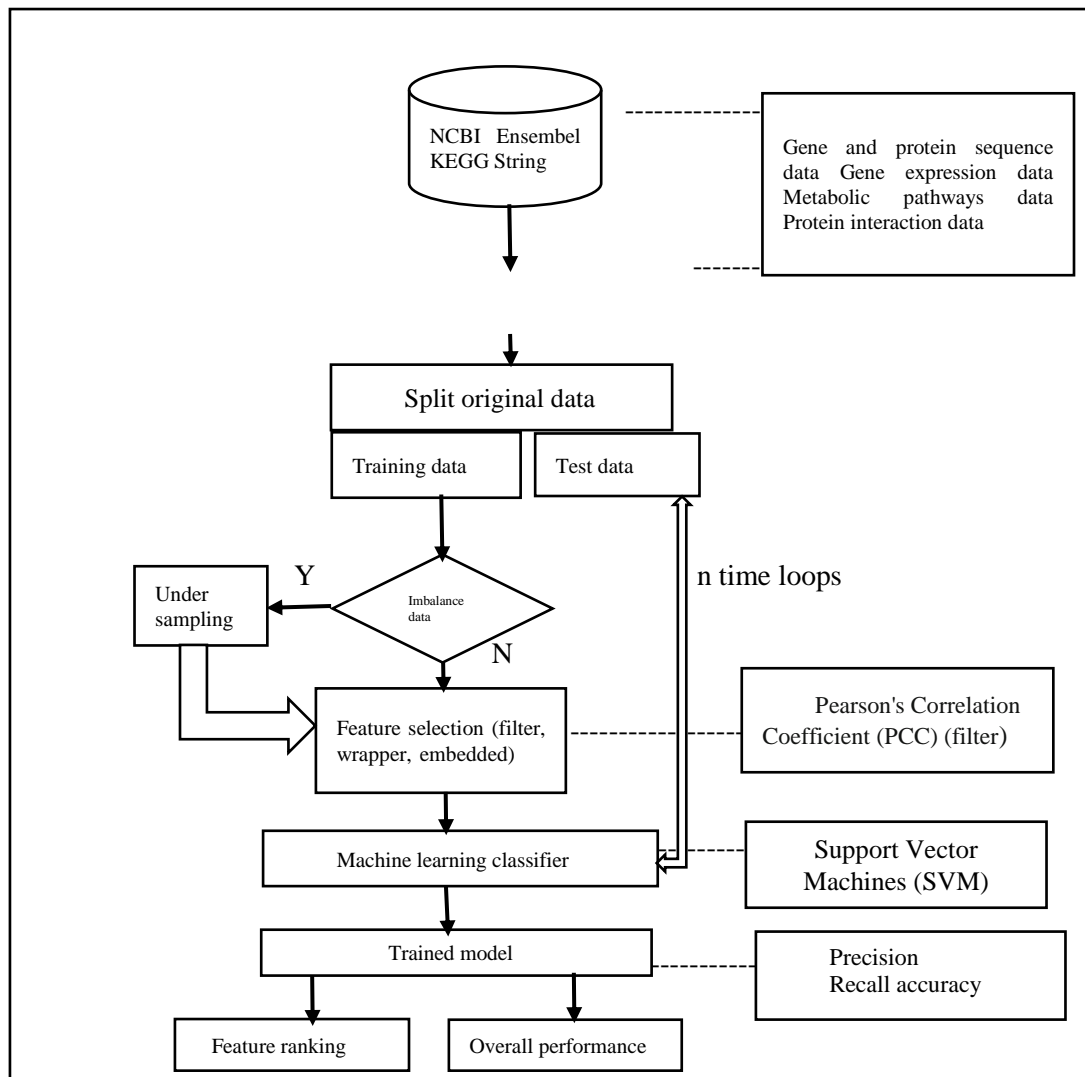 NCBI Ensembel
KEGG String
Gene and protein sequence
data Gene expression data
Metabolic pathways data
Protein interaction data
Split original data
Training data
Test data
Y
n time loops
Under
sampling
Imbalance
data
N
Feature selection (filter,
wrapper, embedded)
Pearson's Correlation
Coefficient (PCC) (filter)
Machine learning classifier
Support Vector
Machines (SVM)
Trained model
Precision
Recall accuracy
Feature ranking
Overall performance